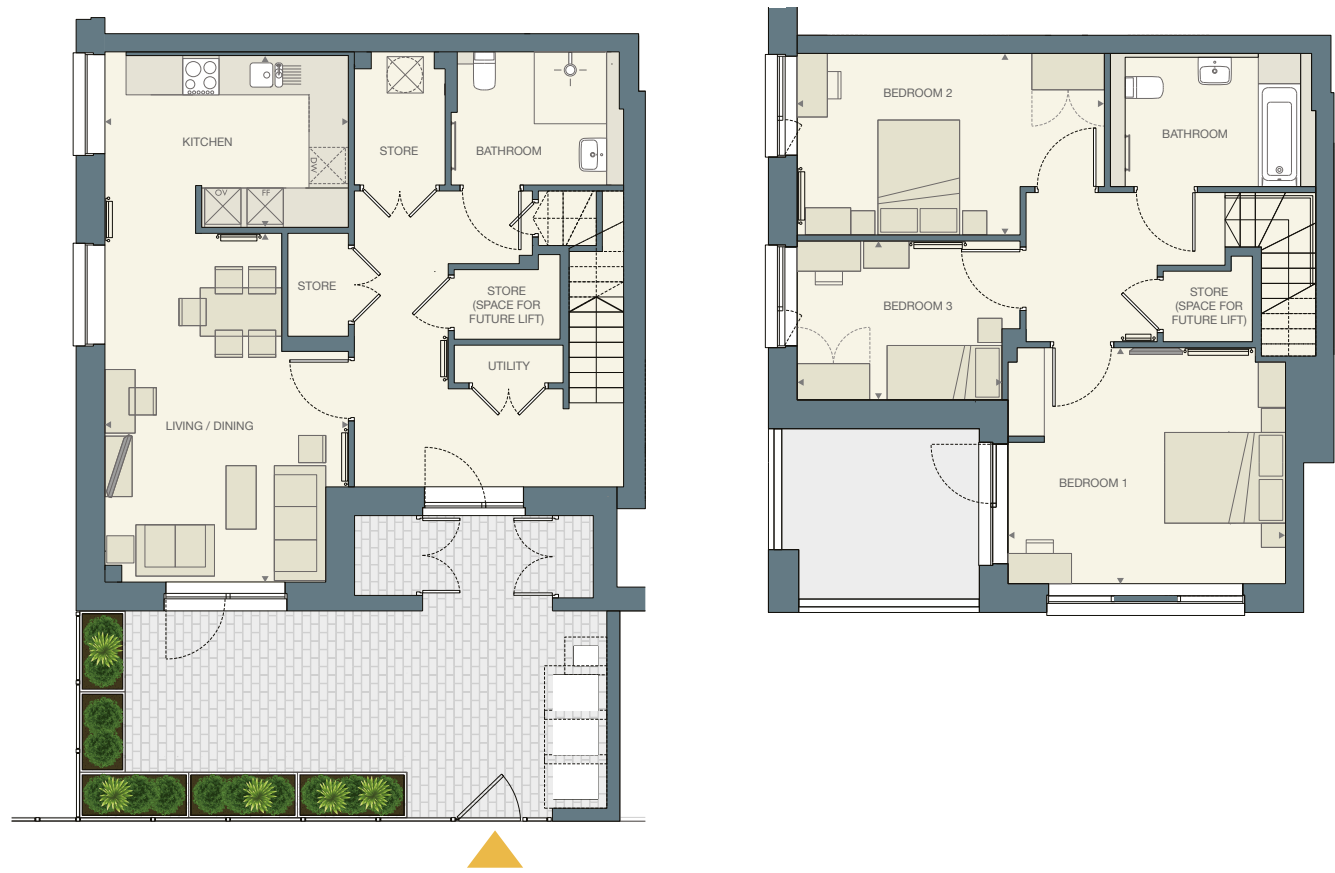 KITCHEN
STORE
BATHROOM
DW
OV
FF
STORE
STORE
(SPACE FOR
FUTURE LIFT)
UTILITY
LIVING / DINING
BEDROOM 2
BATHROOM
BEDROOM 3
STORE
(SPACE FOR
FUTURE LIFT)
BEDROOM 1